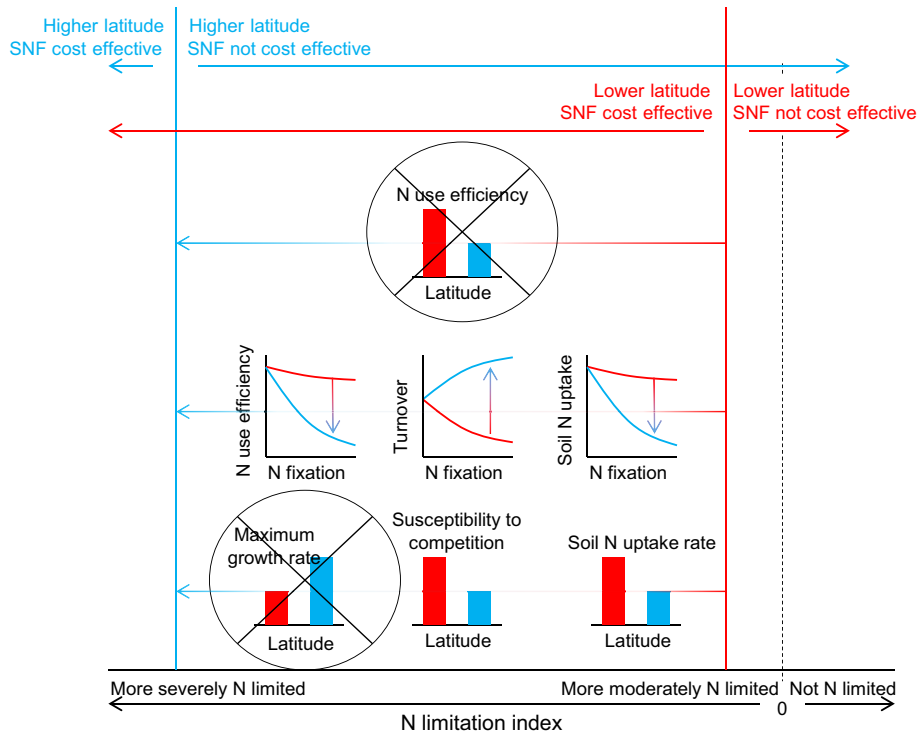 Higher latitude
SNF cost effective
Higher latitude
SNF not cost effective
Lower latitude
SNF cost effective
Lower latitude
SNF not cost effective
N use efficiency
Latitude
N use efficiency
N fixation
Turnover
N fixation
Soil N uptake
N fixation
Maximum
growth rate
Latitude
Susceptibility to
competition
Latitude
Soil N uptake rate
Latitude
More severely N limited
More moderately N limited
Not N limited
0
N limitation index